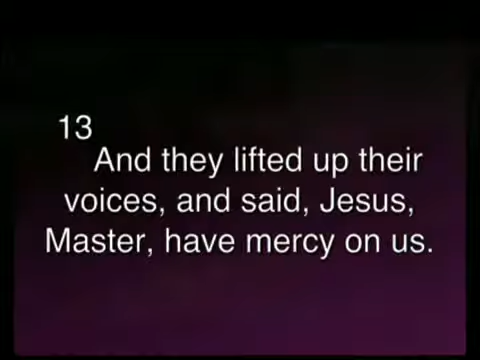 13
And they lifted up their
voices, and said, Jesus,
Master, have mercy on us.